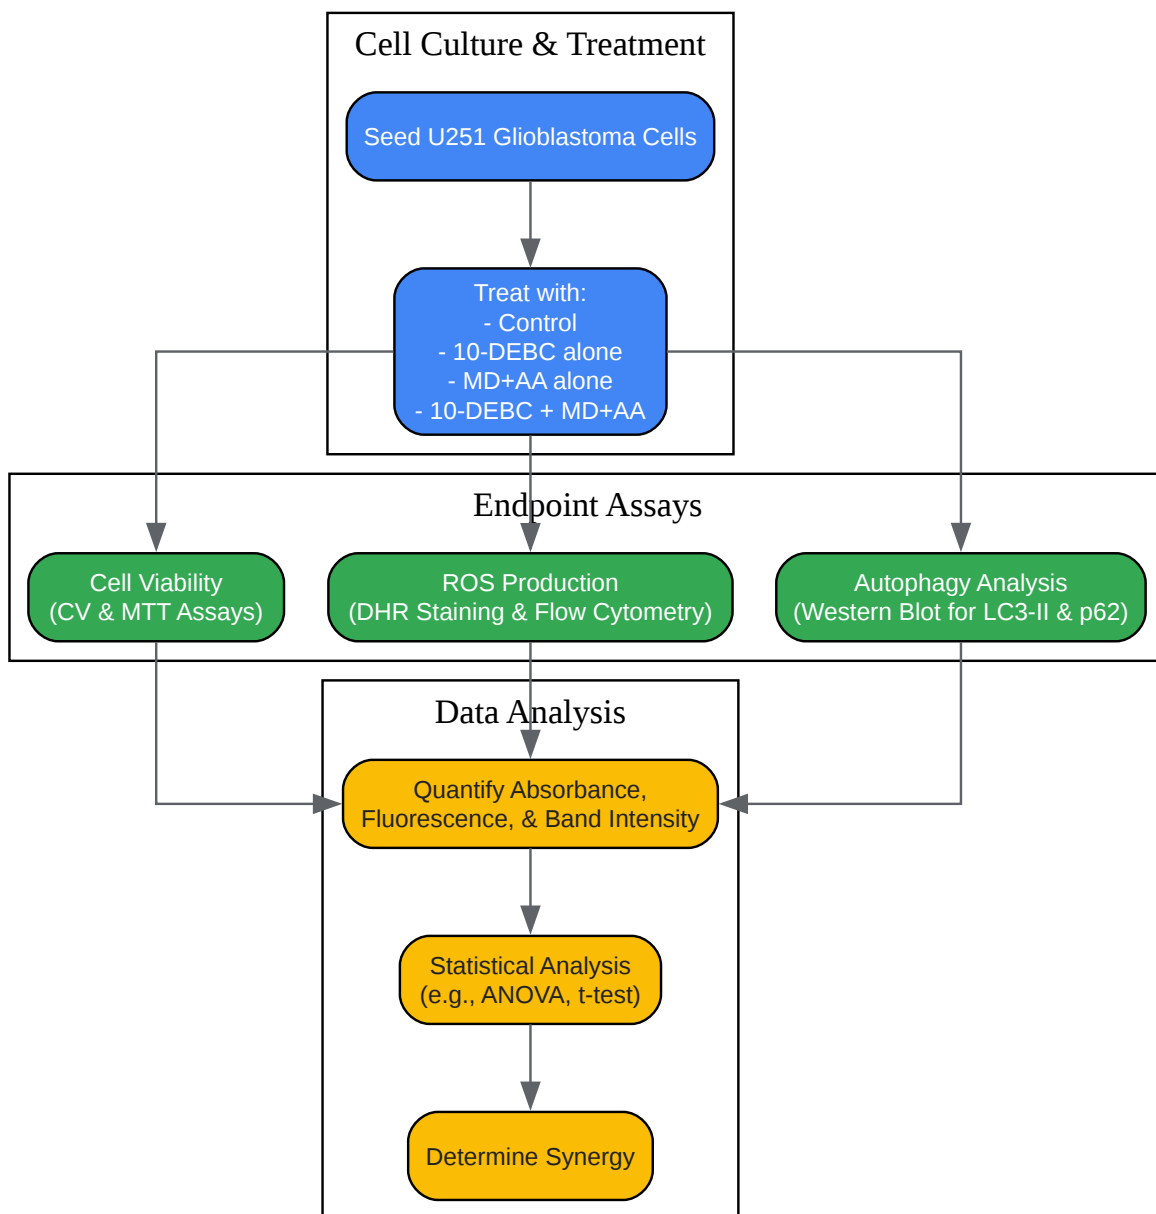 Cell Culture & Treatment
Seed U251 Glioblastoma Cells
Treat with:
- Control
- 10-DEBC alone
- MD+AA alone
- 10-DEBC + MD+AA
Endpoint Assays
Cell Viability
(CV & MTT Assays)
ROS Production
(DHR Staining & Flow Cytometry)
Autophagy Analysis
(Western Blot for LC3-II & p62)
Data Analysis
Quantify Absorbance,
Fluorescence, & Band Intensity
Statistical Analysis
(e.g., ANOVA, t-test)
Determine Synergy